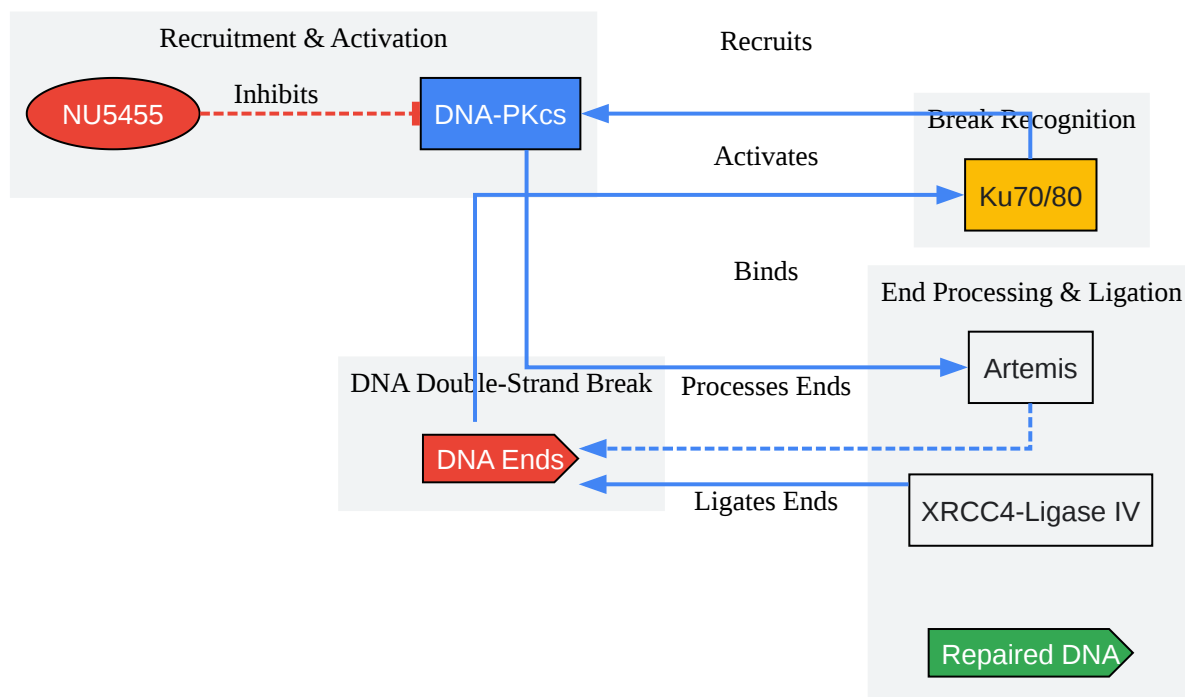 Recruitment & Activation
Recruits
NU5455
Inhibits
DNA-PKcs
Break Recognition
Activates
Ku70/80
Binds
End Processing & Ligation
Artemis
DNA Double-Strand Break
Processes Ends
DNA Ends
Ligates Ends
XRCC4-Ligase IV
Repaired DNA